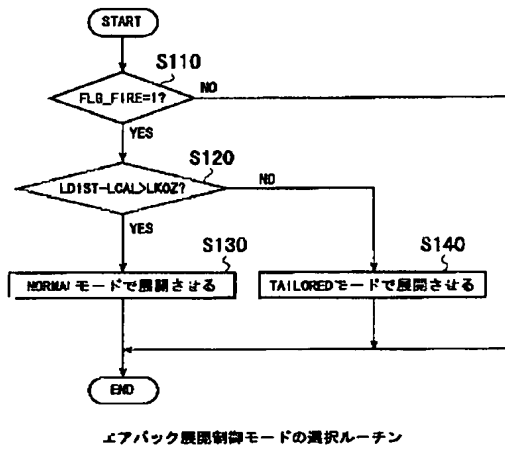 START
S110
FLG_FIRE=1?
NO
YES
S120
LDIST-LCAL>LKOZ?
NO
YES
S130
NORMALモードで展開させる
S140
TAILOREDモードで展開させる
END
エアバック展開制御モードの選択ルーチン